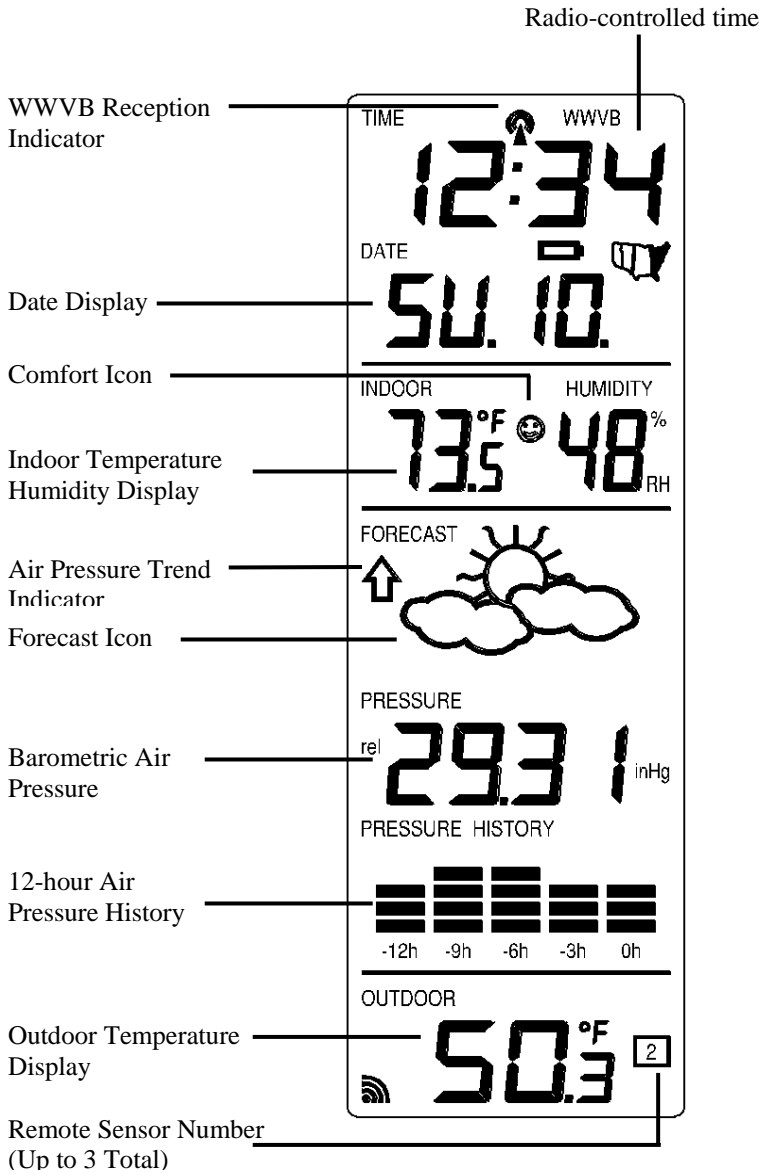 Radio-controlled time
WWVB Reception
Indicator
TIME WWVB
12:34
DATE
Date Display
SU. 10.
Comfort Icon
INDOOR HUMIDITY
73.5 °F 48 %
RH
Indoor Temperature
Humidity Display
FORECAST
Air Pressure Trend
Indicator
Forecast Icon
PRESSURE
rel 29.31 inHg
Barometric Air
Pressure
PRESSURE HISTORY
12-hour Air
Pressure History
-12h -9h -6h -3h 0h
OUTDOOR
Outdoor Temperature
Display
50.3 °F 2
Remote Sensor Number
(Up to 3 Total)